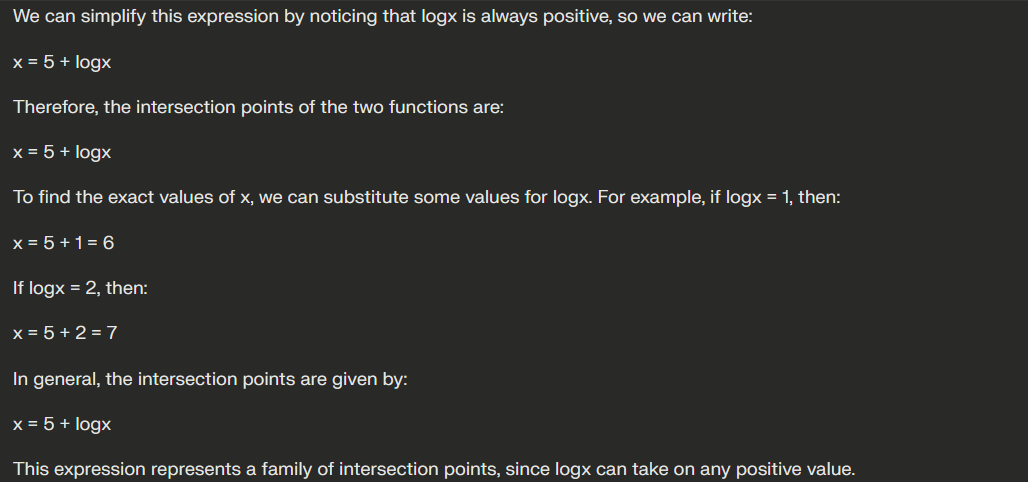 We can simplify this expression by noticing that logx is always positive, so we can write:
x = 5 + logx
Therefore, the intersection points of the two functions are:
x = 5 + logx
To find the exact values of x, we can substitute some values for logx. For example, if logx = 1, then:
x = 5 + 1 = 6
If logx = 2, then:
x = 5 + 2 = 7
In general, the intersection points are given by:
x = 5 + logx
This expression represents a family of intersection points, since logx can take on any positive value.